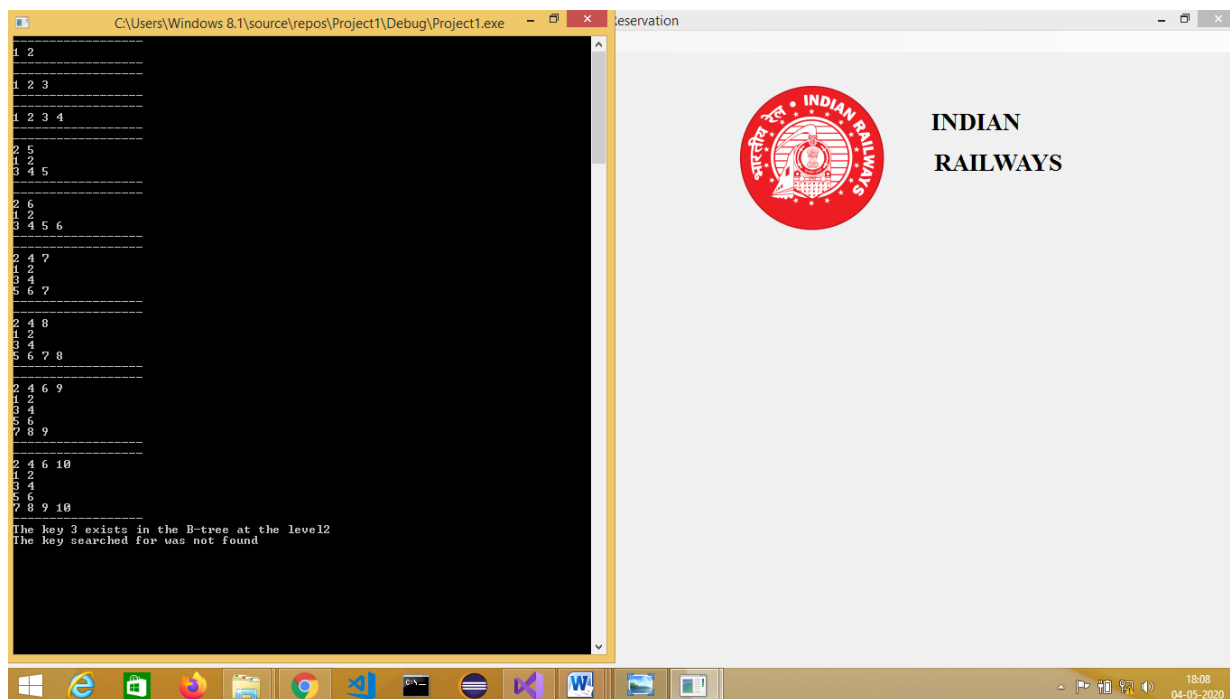 C:\Users\Windows 8.1\source\repos\Project1\Debug\Project1.exe
--------------------
1 2
--------------------
--------------------
1 2 3
--------------------
--------------------
1 2 3 4
--------------------
--------------------
2 5
1 2
3 4 5
--------------------
--------------------
2 6
1 2
3 4 5 6
--------------------
--------------------
2 4 7
1 2
3 4
5 6 7
--------------------
--------------------
2 4 8
1 2
3 4
5 6 7 8
--------------------
--------------------
2 4 6 9
1 2
3 4
5 6
7 8 9
--------------------
--------------------
2 4 6 10
1 2
3 4
5 6
7 8 9 10
--------------------
The key 3 exists in the B-tree at the level2
The key searched for was not found
eservation
भारतीय रेल • INDIAN RAILWAYS
INDIAN
RAILWAYS
W
18:08
04-05-2020